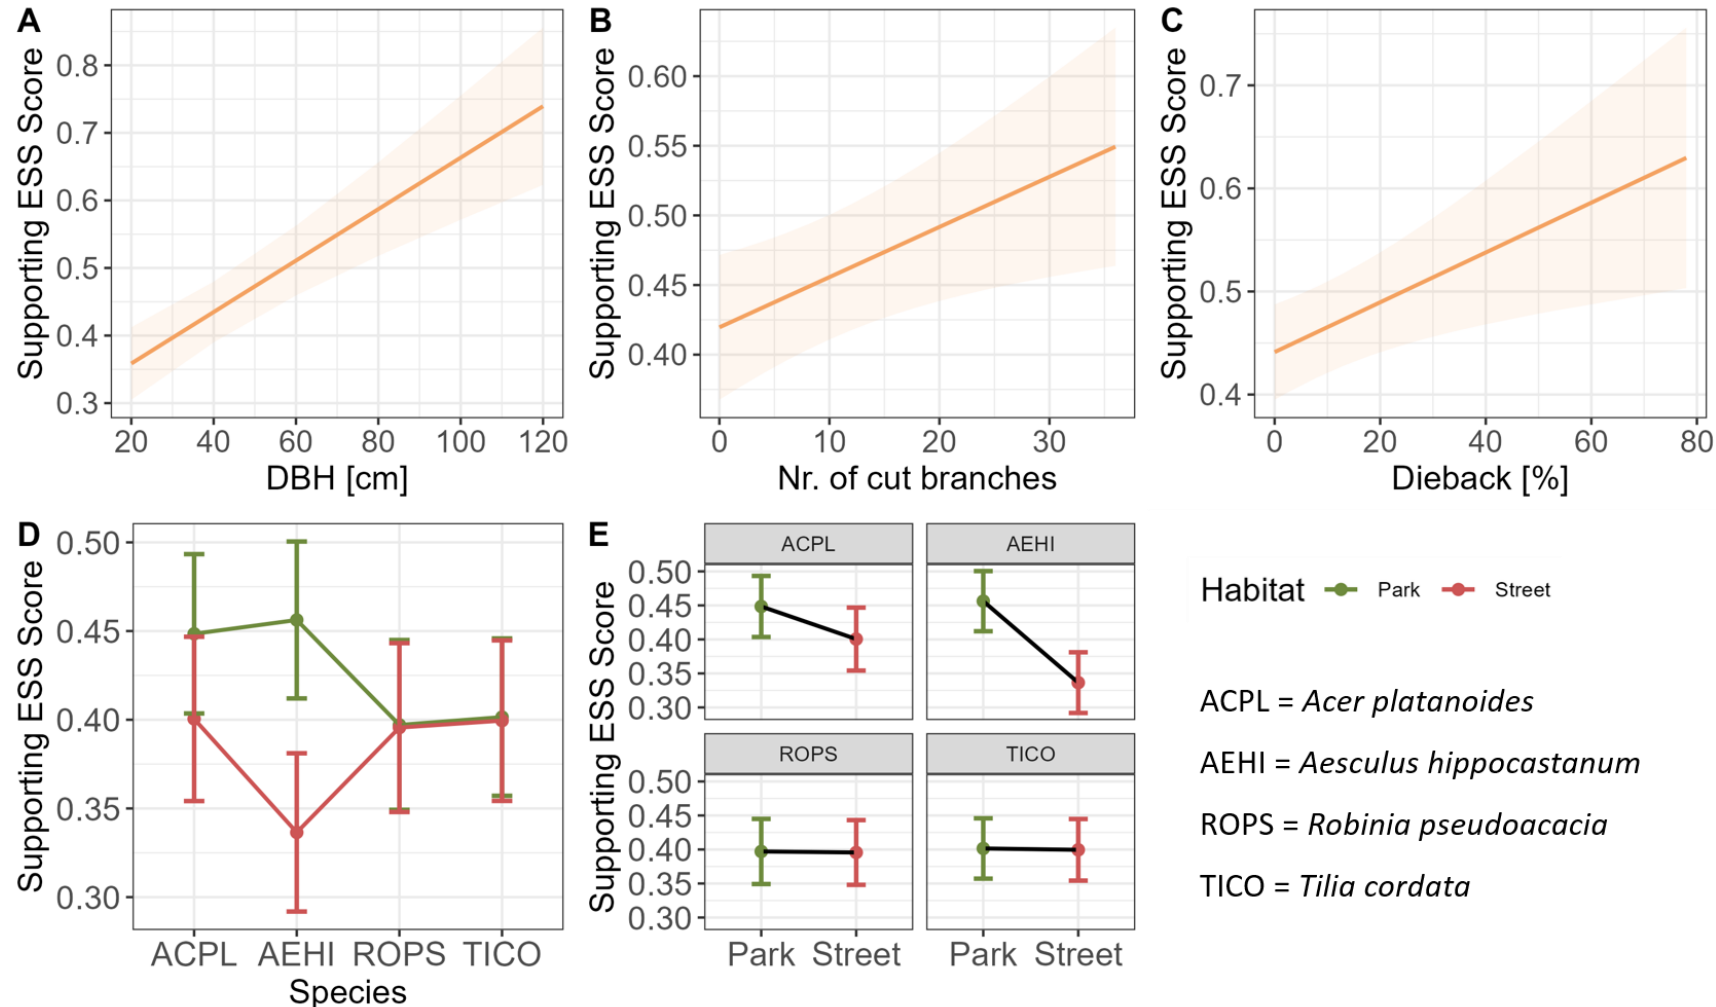 A
Supporting ESS Score
0.8
0.7
0.6
0.5
0.4
0.3
20 40 60 80 100 120
DBH [cm]
B
Supporting ESS Score
0.60
0.55
0.50
0.45
0.40
0 10 20 30
Nr. of cut branches
C
Supporting ESS Score
0.7
0.6
0.5
0.4
0 20 40 60 80
Dieback [%]
D
Supporting ESS Score
0.50
0.45
0.40
0.35
0.30
ACPL AEHI ROPS TICO
Species
E
Supporting ESS Score
ACPL AEHI
0.50
0.45
0.40
0.35
0.30
ROPS TICO
0.50
0.45
0.40
0.35
0.30
Park Street Park Street
Habitat Park Street
ACPL = Acer platanoides
AEHI = Aesculus hippocastanum
ROPS = Robinia pseudoacacia
TICO = Tilia cordata